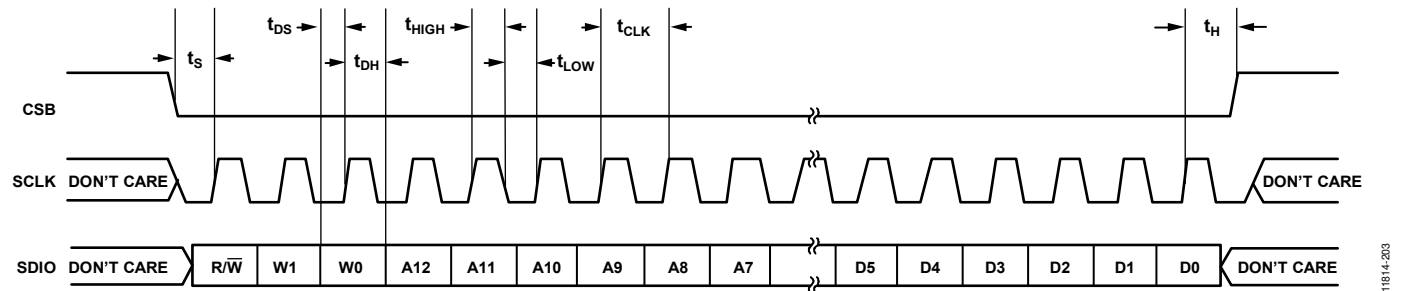 tDS tHIGH tCLK tH
tS tDH tLOW
CSB
SCLK DON'T CARE DON'T CARE
SDIO DON'T CARE R/W̅ W1 W0 A12 A11 A10 A9 A8 A7 D5 D4 D3 D2 D1 D0 DON'T CARE
11814-203